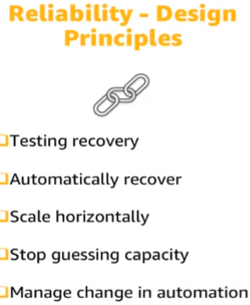 Reliability - Design
Principles
Testing recovery
Automatically recover
Scale horizontally
Stop guessing capacity
Manage change in automation